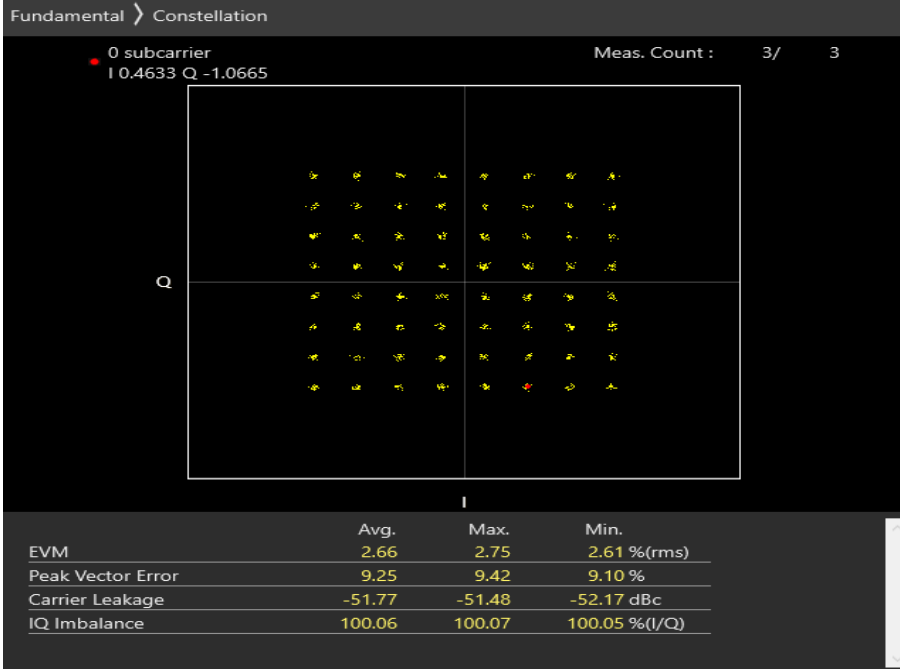 Fundamental 〉 Constellation
0 subcarrier Meas. Count : 3/ 3
I 0.4633 Q -1.0665
Q
I
Avg. Max. Min.
EVM 2.66 2.75 2.61 %(rms)
Peak Vector Error 9.25 9.42 9.10 %
Carrier Leakage -51.77 -51.48 -52.17 dBc
IQ Imbalance 100.06 100.07 100.05 %(I/Q)